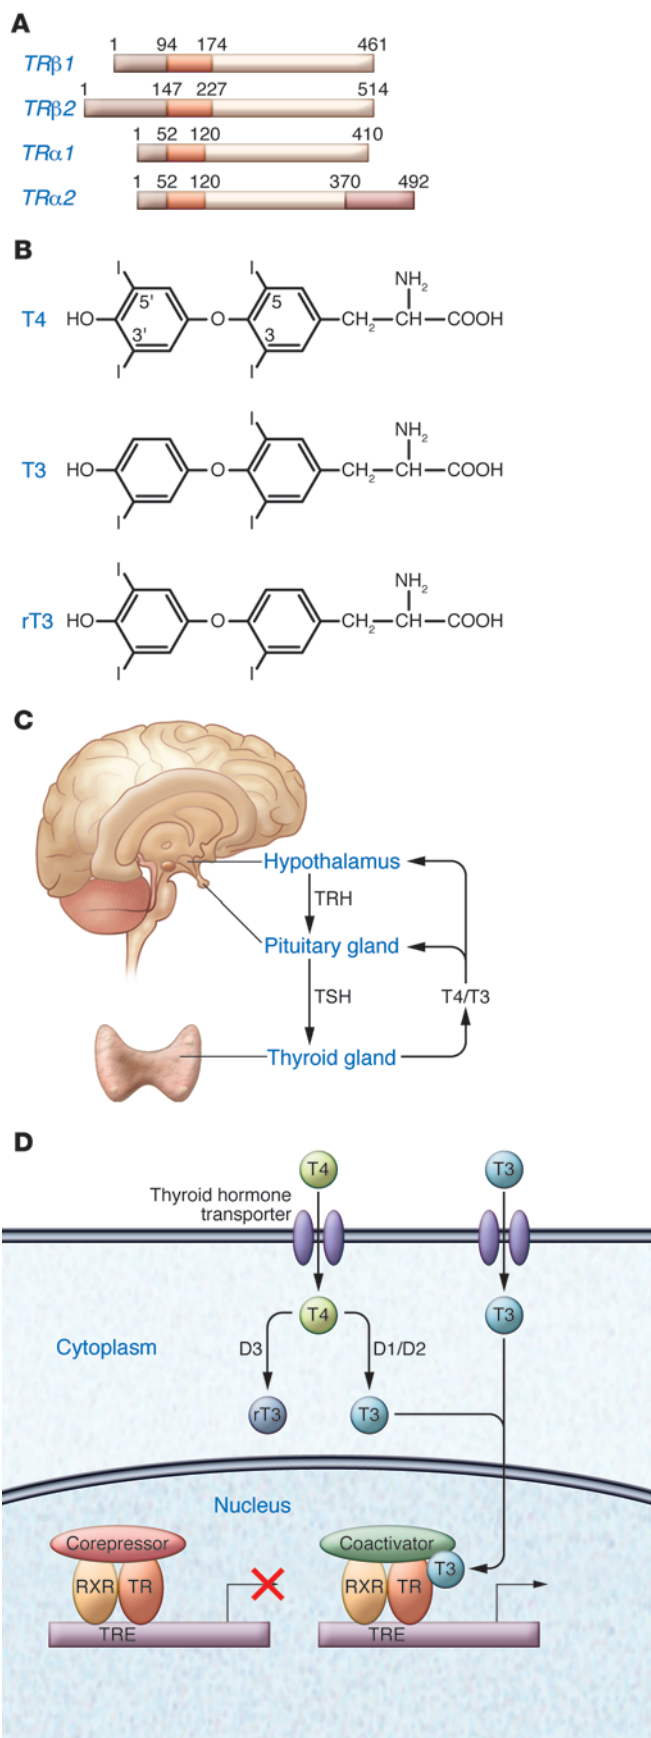 A
1 94 174 461
TRβ1
1 147 227 514
TRβ2
1 52 120 410
TRα1
1 52 120 370 492
TRα2
B
I I NH2
5' 5
T4 HO O CH2 CH COOH
3' 3
I I
I NH2
T3 HO O CH2 CH COOH
I I
I NH2
rT3 HO O CH2 CH COOH
I I
C
Hypothalamus
TRH
Pituitary gland
TSH T4/T3
Thyroid gland
D
T4 T3
Thyroid hormone
transporter
T4 T3
Cytoplasm D3 D1/D2
rT3 T3
Nucleus
Corepressor Coactivator
RXR TR RXR TR T3
TRE TRE